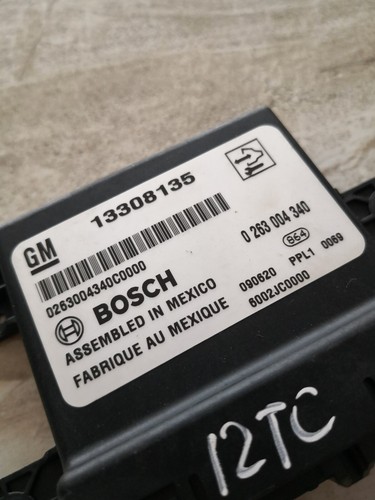 GM
13308135
0263004340C0000
0 263 004 340
BOSCH
864
ASSEMBLED IN MEXICO
090620 PPL1 0069
FABRIQUE AU MEXIQUE
6002JC0000
12TC